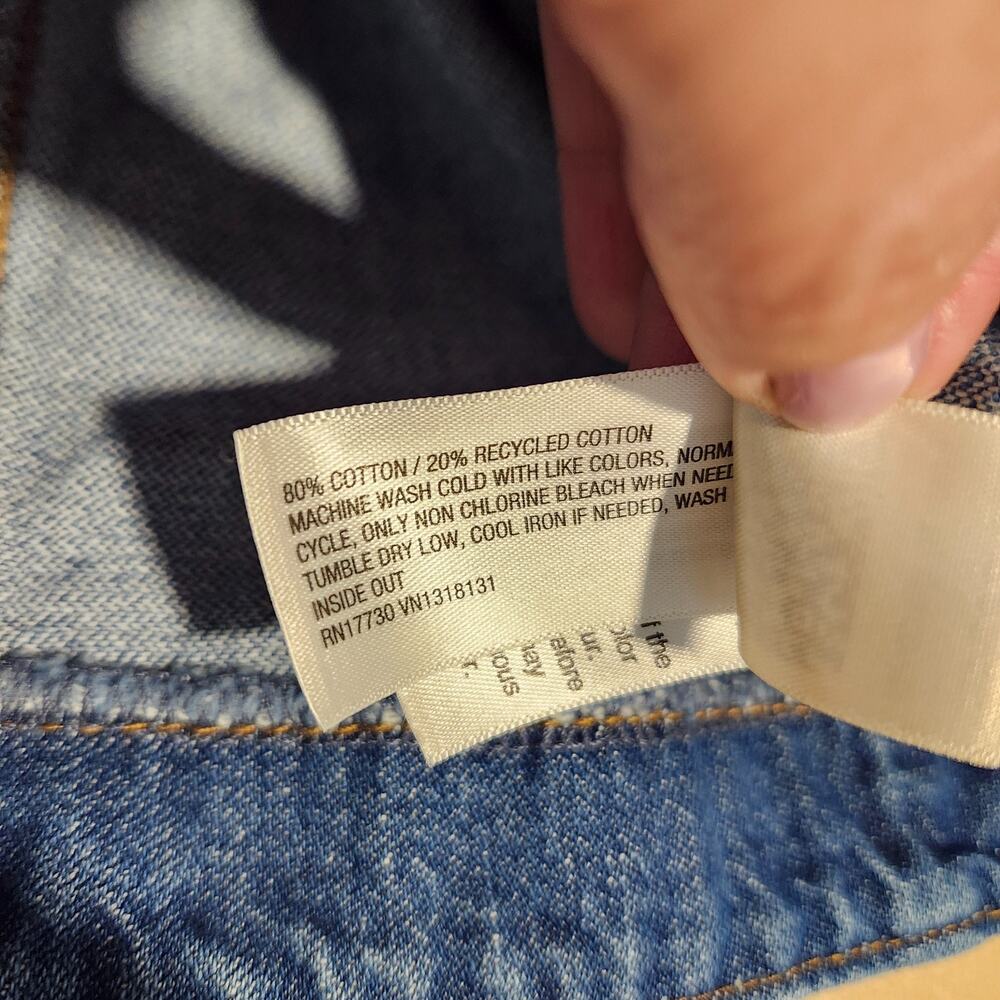 80% COTTON / 20% RECYCLED COTTON
MACHINE WASH COLD WITH LIKE COLORS,
CYCLE, ONLY NON CHLORINE BLEACH WHEN
TUMBLE DRY LOW, COOL IRON IF NEEDED, WASH
INSIDE OUT
RN17730 VN1318131
the